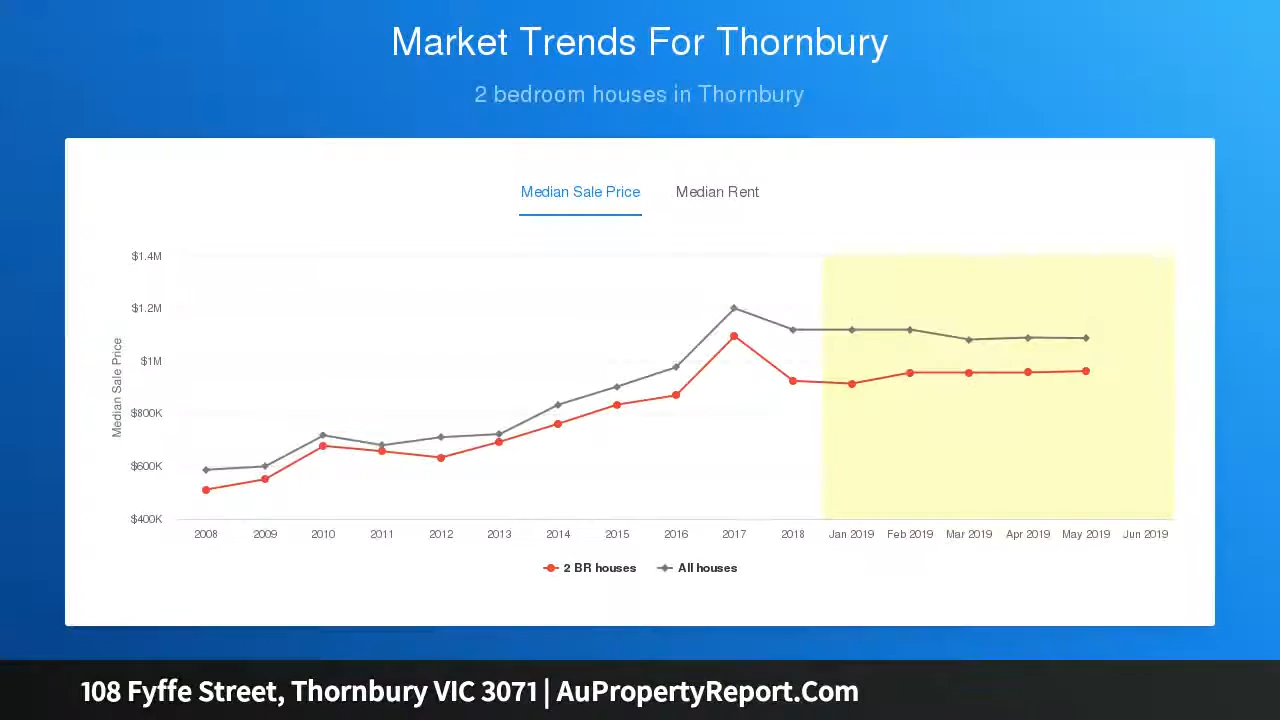 Market Trends For Thornbury
2 bedroom houses in Thornbury
Median Sale Price Median Rent
Median Sale Price
$1.4M
$1.2M
$1M
$800K
$600K
$400K
2008 2009 2010 2011 2012 2013 2014 2015 2016 2017 2018 Jan 2019 Feb 2019 Mar 2019 Apr 2019 May 2019 Jun 2019
2 BR houses All houses
108 Fyffe Street, Thornbury VIC 3071 | AuPropertyReport.Com